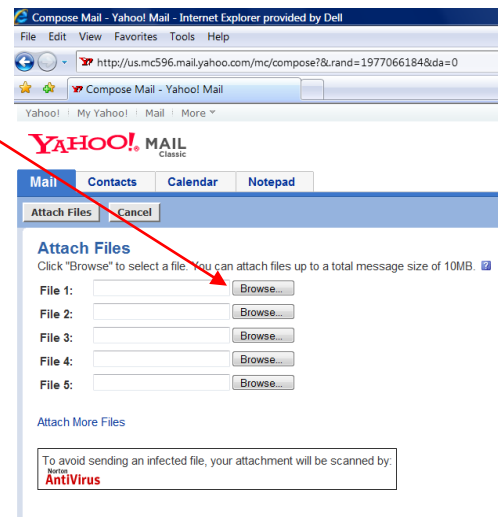 Compose Mail - Yahoo! Mail - Internet Explorer provided by Dell
File Edit View Favorites Tools Help
http://us.mc596.mail.yahoo.com/mc/compose?&.rand=1977066184&da=0
Compose Mail - Yahoo! Mail
Yahoo! My Yahoo! Mail More
YAHOO!® MAIL
Classic
Mail Contacts Calendar Notepad
Attach Files Cancel
Attach Files
Click "Browse" to select a file. You can attach files up to a total message size of 10MB. ?
File 1: Browse...
File 2: Browse...
File 3: Browse...
File 4: Browse...
File 5: Browse...
Attach More Files
To avoid sending an infected file, your attachment will be scanned by:
Norton
AntiVirus